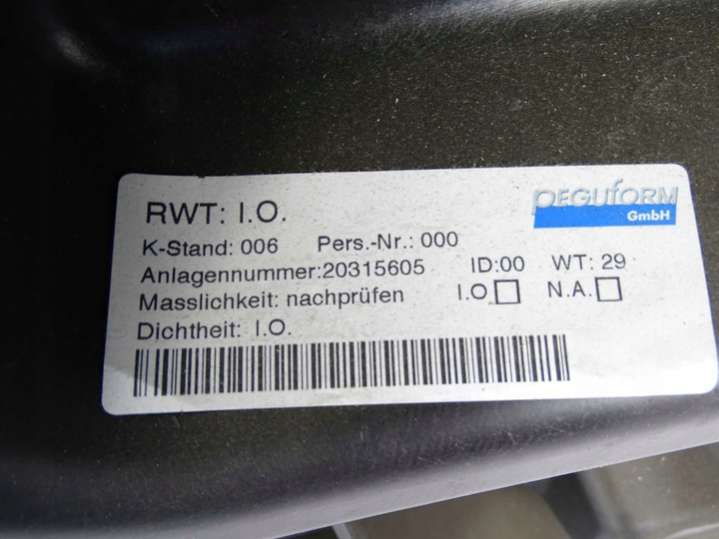 PEGUFORM
GmbH
RWT: I.O.
K-Stand: 006 Pers.-Nr.: 000
Anlagennummer:20315605 ID:00 WT: 29
Masslichkeit: nachprüfen I.O N.A.
Dichtheit: I.O.